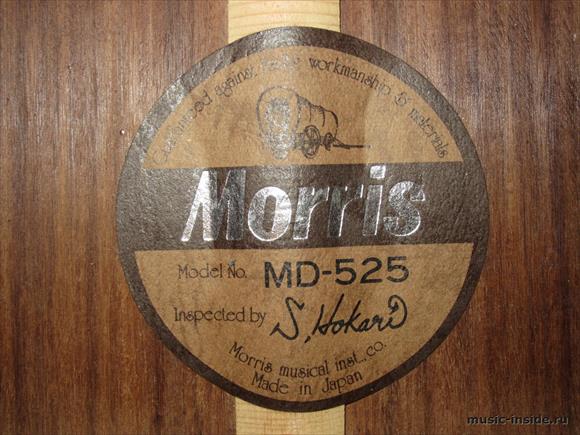 Guaranteed against faulty workmanship & materials
Morris
Model No. MD-525
Inspected by S. Hokari
Morris musical inst., co.
Made in Japan
music-inside.ru